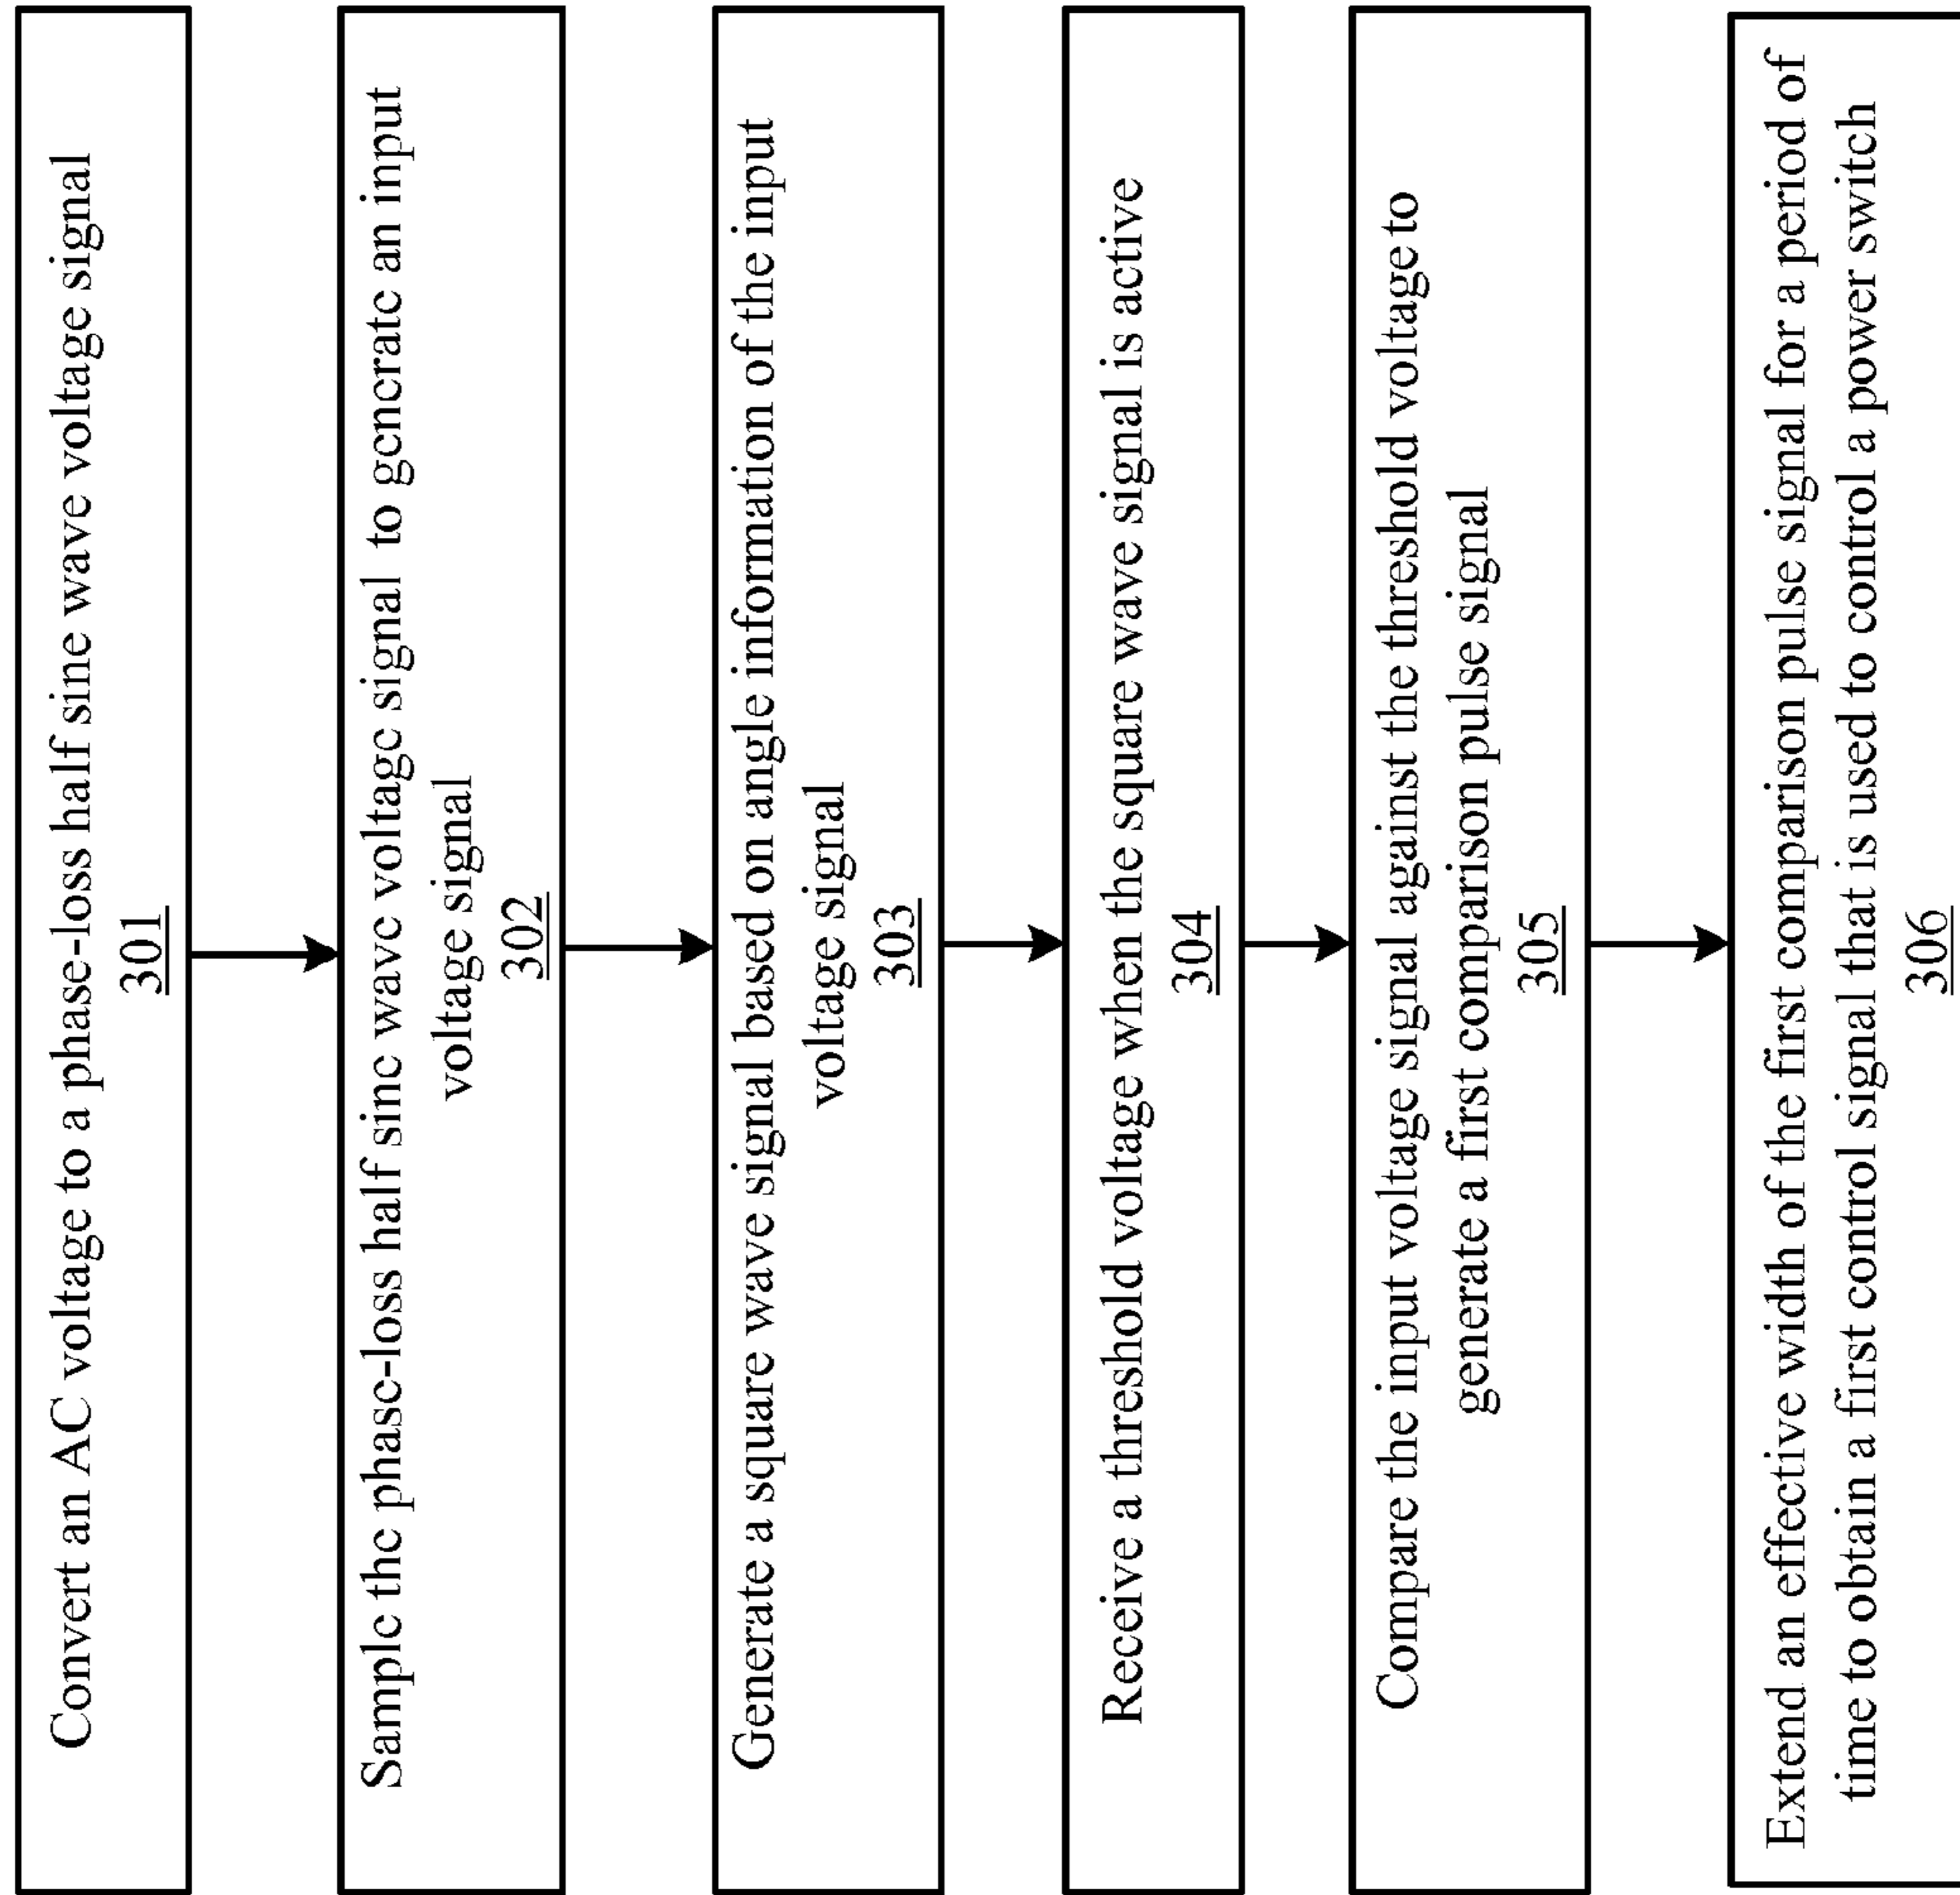 Convert an AC voltage to a phase-loss half sine wave voltage signal
301
Sample the phase-loss half sine wave voltage signal to generate an input
voltage signal
302
Generate a square wave signal based on angle information of the input
voltage signal
303
Receive a threshold voltage when the square wave signal is active
304
Compare the input voltage signal against the threshold voltage to
generate a first comparison pulse signal
305
Extend an effective width of the first comparison pulse signal for a period of
time to obtain a first control signal that is used to control a power switch
306